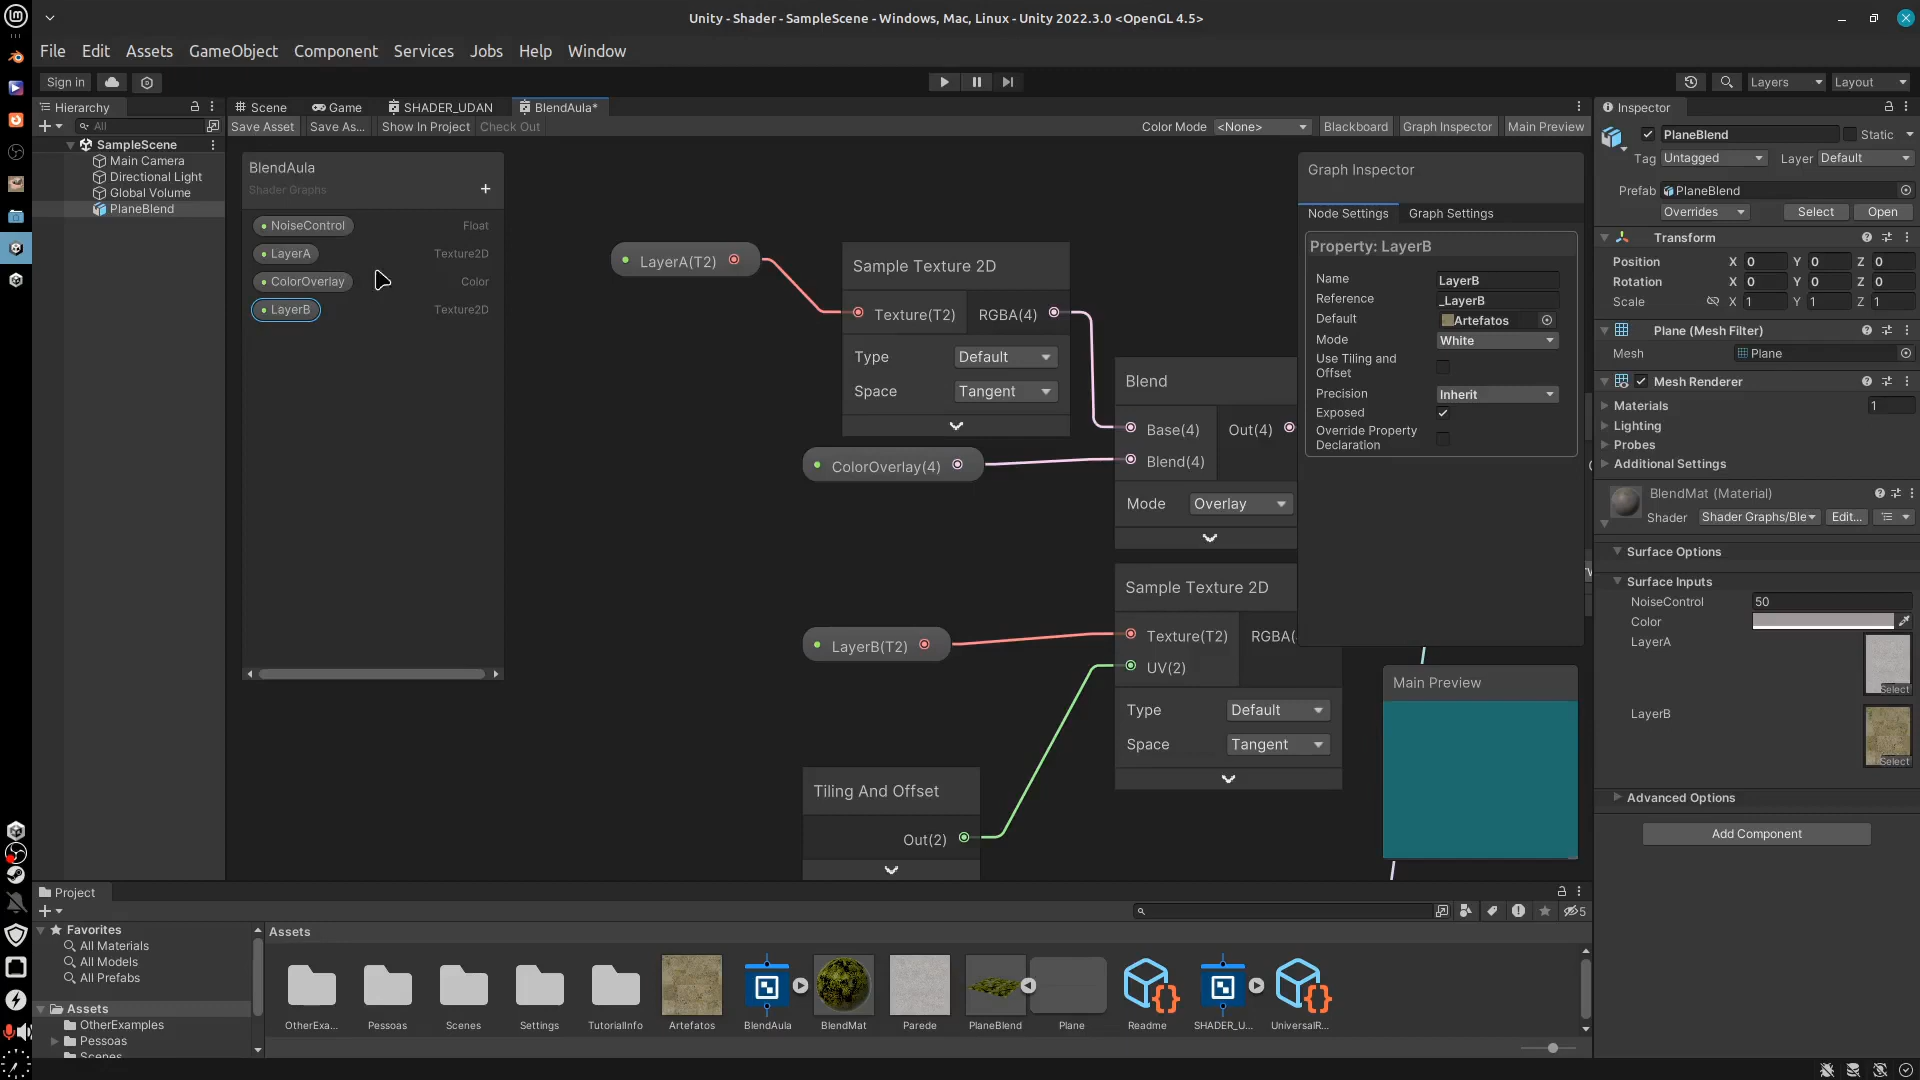 Unity - Shader - SampleScene - Windows, Mac, Linux - Unity 2022.3.0 <OpenGL 4.5>
File Edit Assets GameObject Component Services Jobs Help Window
Sign in Layers Layout
Hierarchy
All
SampleScene
Main Camera
Directional Light
Global Volume
PlaneBlend
Scene Game SHADER_UDAN BlendAula*
Save Asset Save As... Show In Project Check Out Color Mode <None> Blackboard Graph Inspector Main Preview
BlendAula
Shader Graphs
NoiseControl Float
LayerA Texture2D
ColorOverlay Color
LayerB Texture2D
LayerA(T2)
Sample Texture 2D
Texture(T2) RGBA(4)
Type Default
Space Tangent
ColorOverlay(4)
Blend
Base(4) Out(4)
Blend(4)
Mode Overlay
Sample Texture 2D
LayerB(T2)
Texture(T2) RGBA(
UV(2)
Type Default
Space Tangent
Tiling And Offset
Out(2)
Graph Inspector
Node Settings Graph Settings
Property: LayerB
Name LayerB
Reference _LayerB
Default Artefatos
Mode White
Use Tiling and
Offset
Precision Inherit
Exposed
Override Property
Declaration
Main Preview
Inspector
PlaneBlend Static
Tag Untagged Layer Default
Prefab PlaneBlend
Overrides Select Open
Transform
Position X 0 Y 0 Z 0
Rotation X 0 Y 0 Z 0
Scale X 1 Y 1 Z 1
Plane (Mesh Filter)
Mesh Plane
Mesh Renderer
Materials 1
Lighting
Probes
Additional Settings
BlendMat (Material)
Shader Shader Graphs/Ble Edit...
Surface Options
Surface Inputs
NoiseControl 50
Color
LayerA
Select
LayerB
Select
Advanced Options
Add Component
Project
5
Favorites
All Materials
All Models
All Prefabs
Assets
OtherExamples
Pessoas
Scenes
Assets
OtherExa... Pessoas Scenes Settings TutorialInfo Artefatos BlendAula BlendMat Parede PlaneBlend Plane Readme SHADER_U... UniversalR...